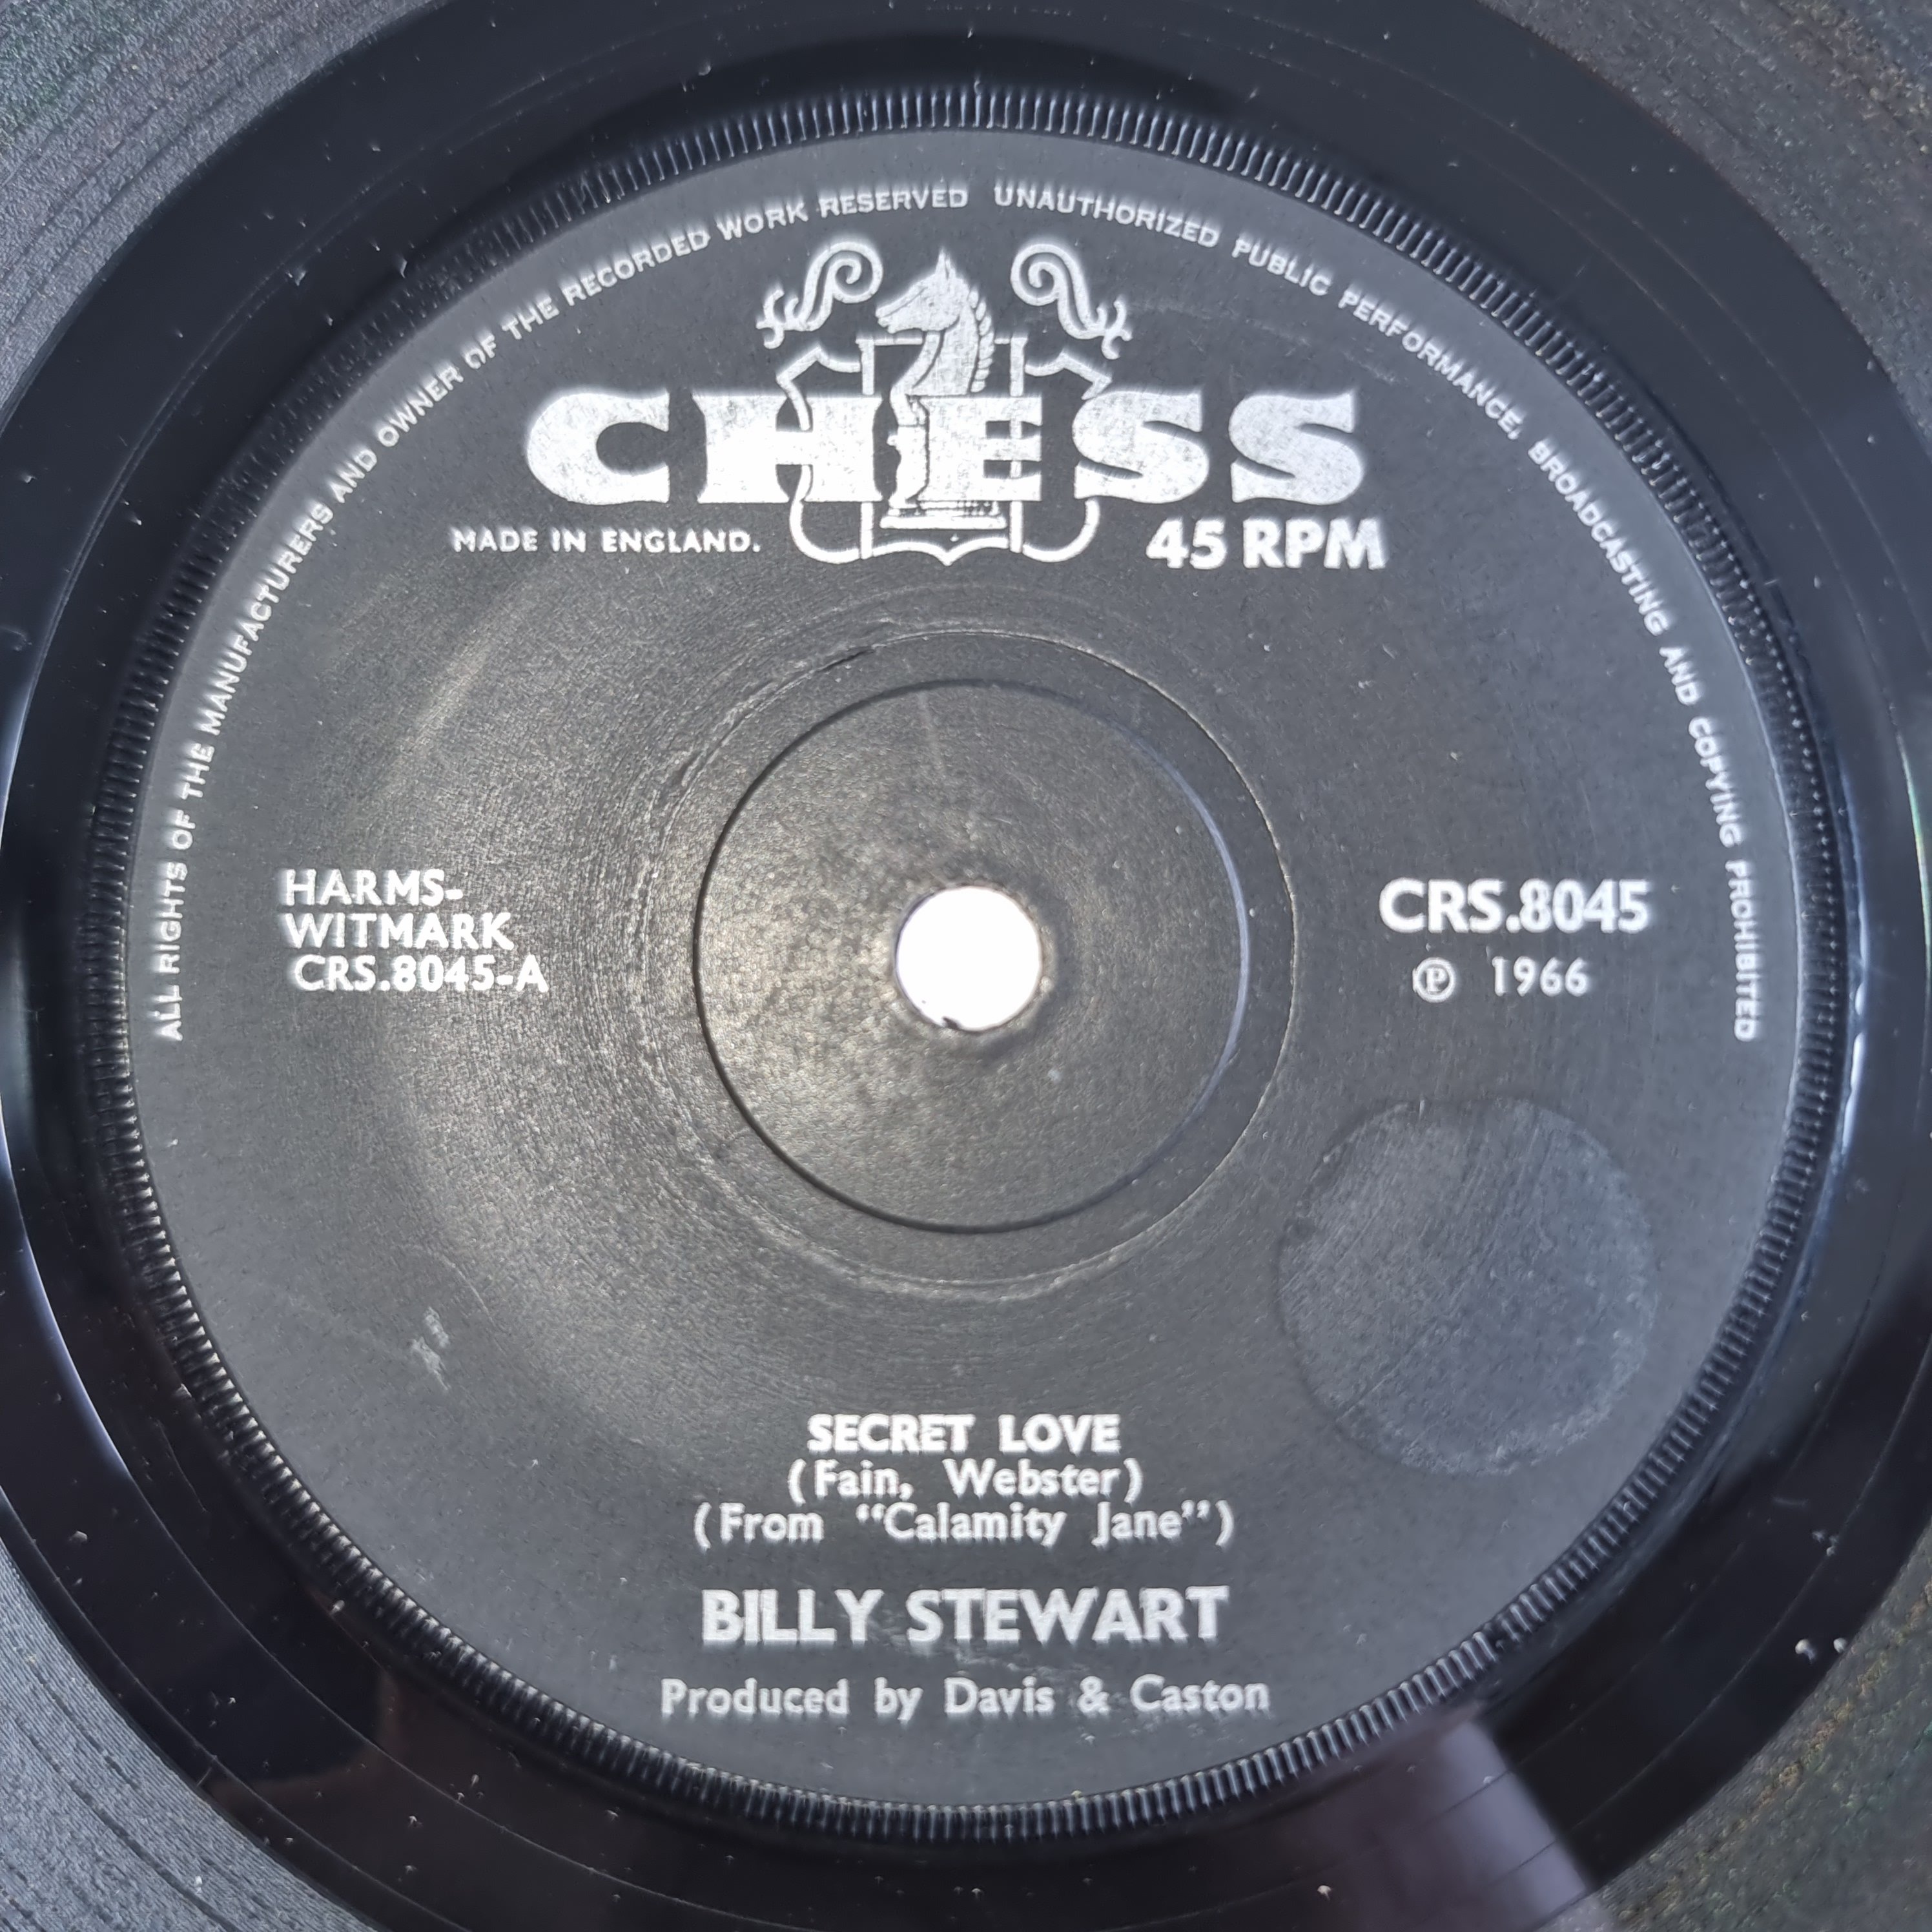 ALL RIGHTS OF THE MANUFACTURERS AND OWNER OF THE RECORDED WORK RESERVED UNAUTHORIZED PUBLIC PERFORMANCE, BROADCASTING AND COPYING PROHIBITED
CHESS
MADE IN ENGLAND.
45 RPM
HARMS-
WITMARK
CRS.8045-A
CRS.8045
℗ 1966
SECRET LOVE
(Fain, Webster)
(From “Calamity Jane”)
BILLY STEWART
Produced by Davis & Caston